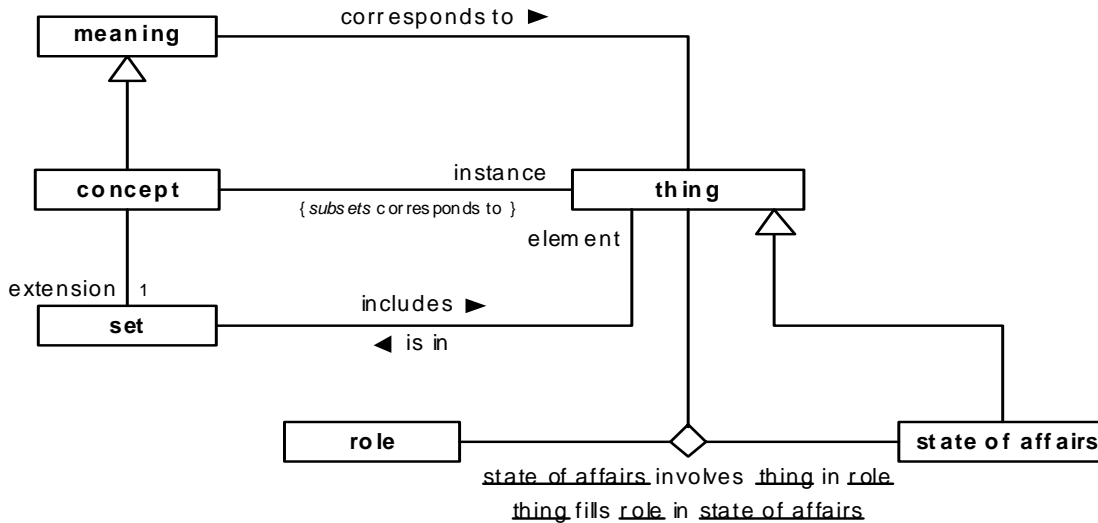 corresponds to ►
meaning
concept
instance
thing
{ subsets corresponds to }
element
extension 1
includes ►
set
◄ is in
role
state of affairs
state of affairs involves thing in role
thing fills role in state of affairs